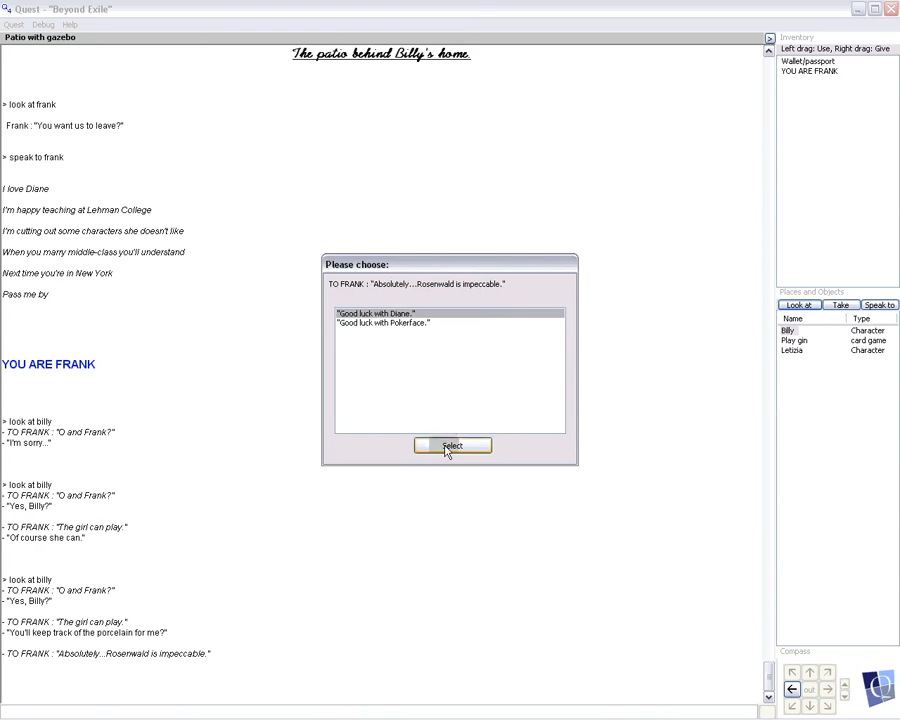 Quest - "Beyond Exile"
Quest Debug Help
Patio with gazebo
The patio behind Billy's home.
> look at frank
Frank : "You want us to leave?"
> speak to frank
I love Diane
I'm happy teaching at Lehman College
I'm cutting out some characters she doesn't like
When you marry middle-class you'll understand
Next time you're in New York
Pass me by
YOU ARE FRANK
> look at billy
- TO FRANK : "O and Frank?"
- "I'm sorry..."
> look at billy
- TO FRANK : "O and Frank?"
- "Yes, Billy?"
- TO FRANK : "The girl can play."
- "Of course she can."
> look at billy
- TO FRANK : "O and Frank?"
- "Yes, Billy?"
- TO FRANK : "The girl can play."
- "You'll keep track of the porcelain for me?"
- TO FRANK : "Absolutely...Rosenwald is impeccable."
Please choose:
TO FRANK : "Absolutely...Rosenwald is impeccable."
"Good luck with Diane."
"Good luck with Pokerface."
Select
Inventory
Left drag: Use, Right drag: Give
Wallet/passport
YOU ARE FRANK
Places and Objects
Look at Take Speak to
Name Type
Billy Character
Play gin card game
Letizia Character
Compass
out